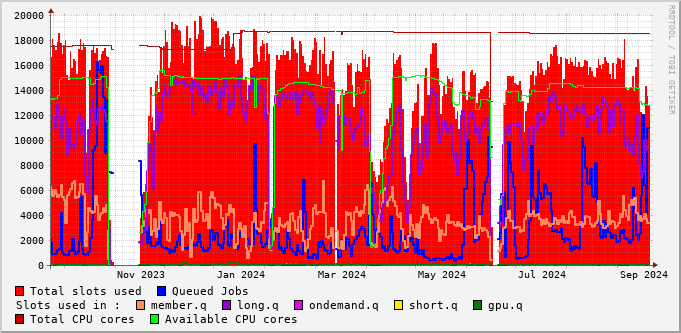 20000
18000
16000
14000
12000
10000
8000
6000
4000
2000
0
Nov 2023 Jan 2024 Mar 2024 May 2024 Jul 2024 Sep 2024
RRDTOOL / TOBI OETIKER
Total slots used Queued Jobs
Slots used in : member.q long.q ondemand.q short.q gpu.q
Total CPU cores Available CPU cores